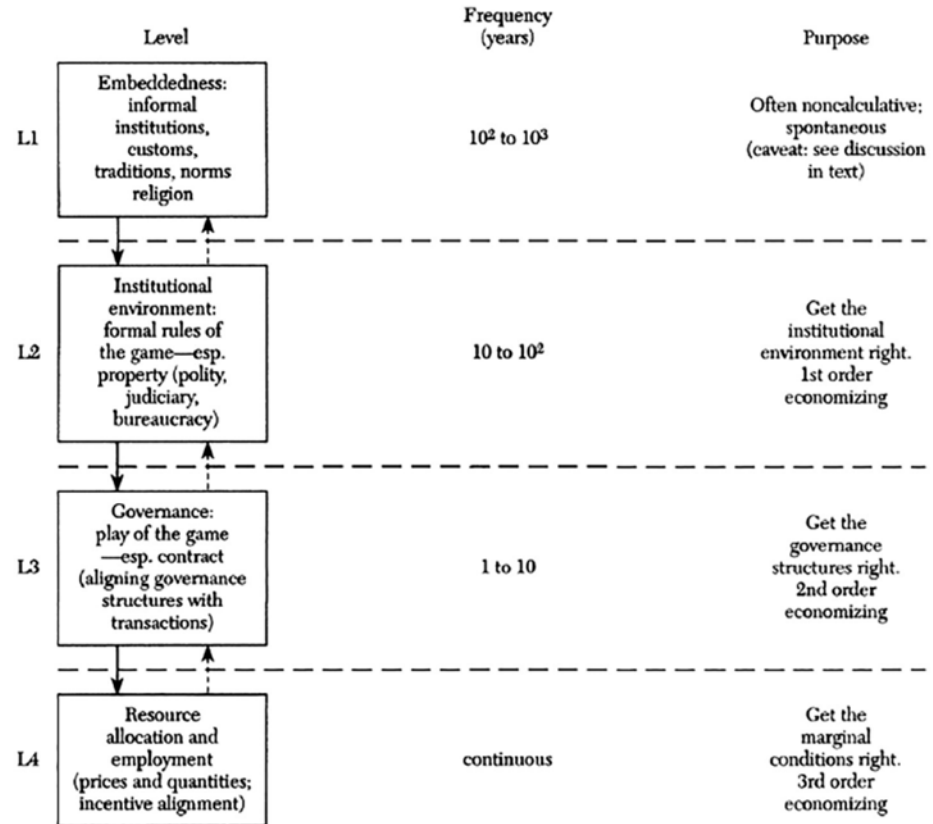 Level
Frequency
(years)
Purpose
L1
Embeddedness:
informal
institutions,
customs,
traditions, norms
religion
10² to 10³
Often noncalculative;
spontaneous
(caveat: see discussion
in text)
L2
Institutional
environment:
formal rules of
the game—esp.
property (polity,
judiciary,
bureaucracy)
10 to 10²
Get the
institutional
environment right.
1st order
economizing
L3
Governance:
play of the game
—esp. contract
(aligning governance
structures with
transactions)
1 to 10
Get the
governance
structures right.
2nd order
economizing
L4
Resource
allocation and
employment
(prices and quantities;
incentive alignment)
continuous
Get the
marginal
conditions right.
3rd order
economizing